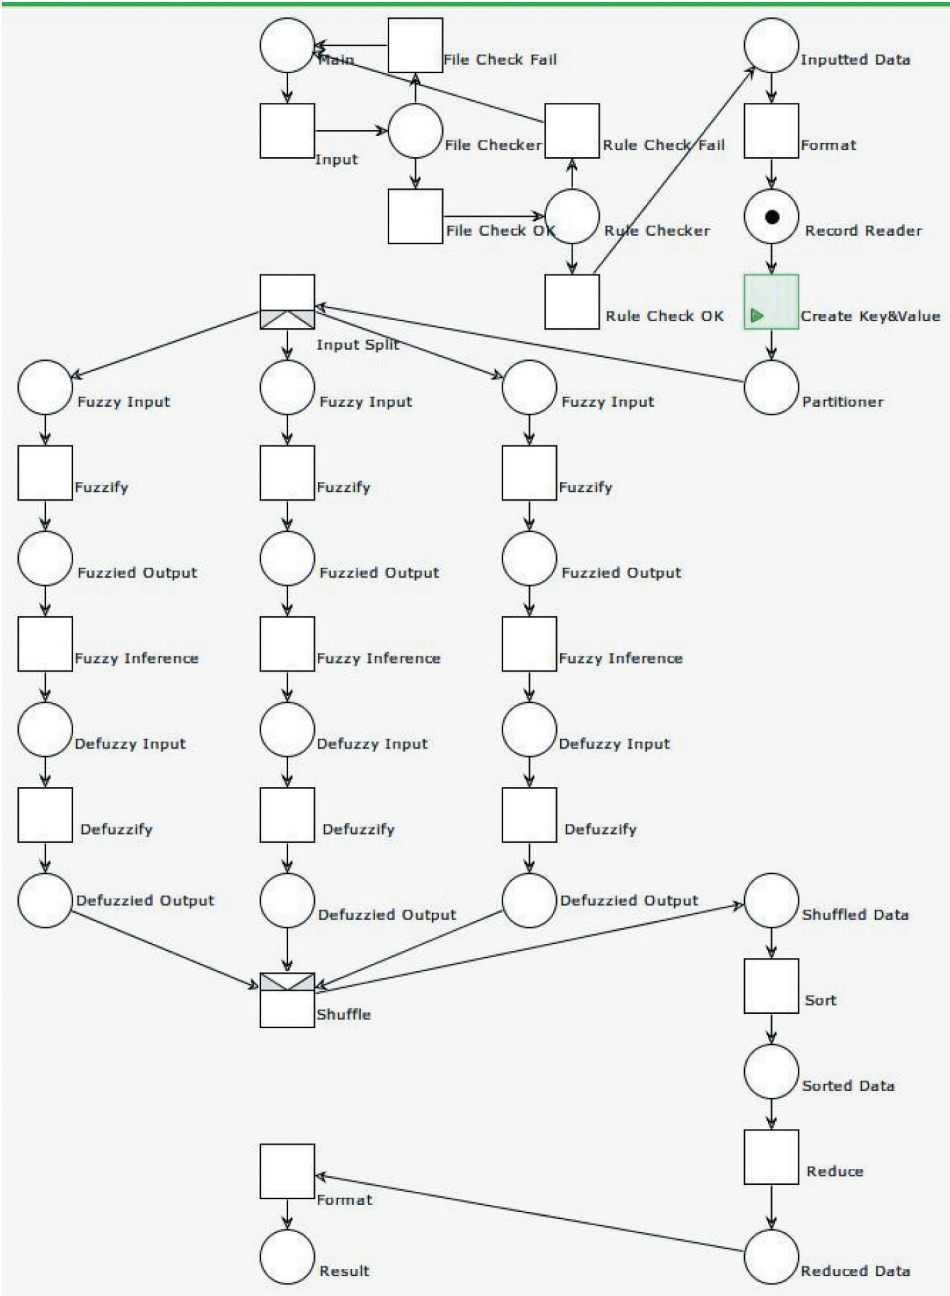 Main
File Check Fail
Inputted Data
Input
File Checker
Rule Check Fail
Format
File Check OK
Rule Checker
Record Reader
Input Split
Rule Check OK
Create Key&Value
Fuzzy Input
Fuzzy Input
Fuzzy Input
Partitioner
Fuzzify
Fuzzify
Fuzzify
Fuzzied Output
Fuzzied Output
Fuzzied Output
Fuzzy Inference
Fuzzy Inference
Fuzzy Inference
Defuzzy Input
Defuzzy Input
Defuzzy Input
Defuzzify
Defuzzify
Defuzzify
Defuzzied Output
Defuzzied Output
Defuzzied Output
Shuffled Data
Shuffle
Sort
Sorted Data
Reduce
Format
Result
Reduced Data